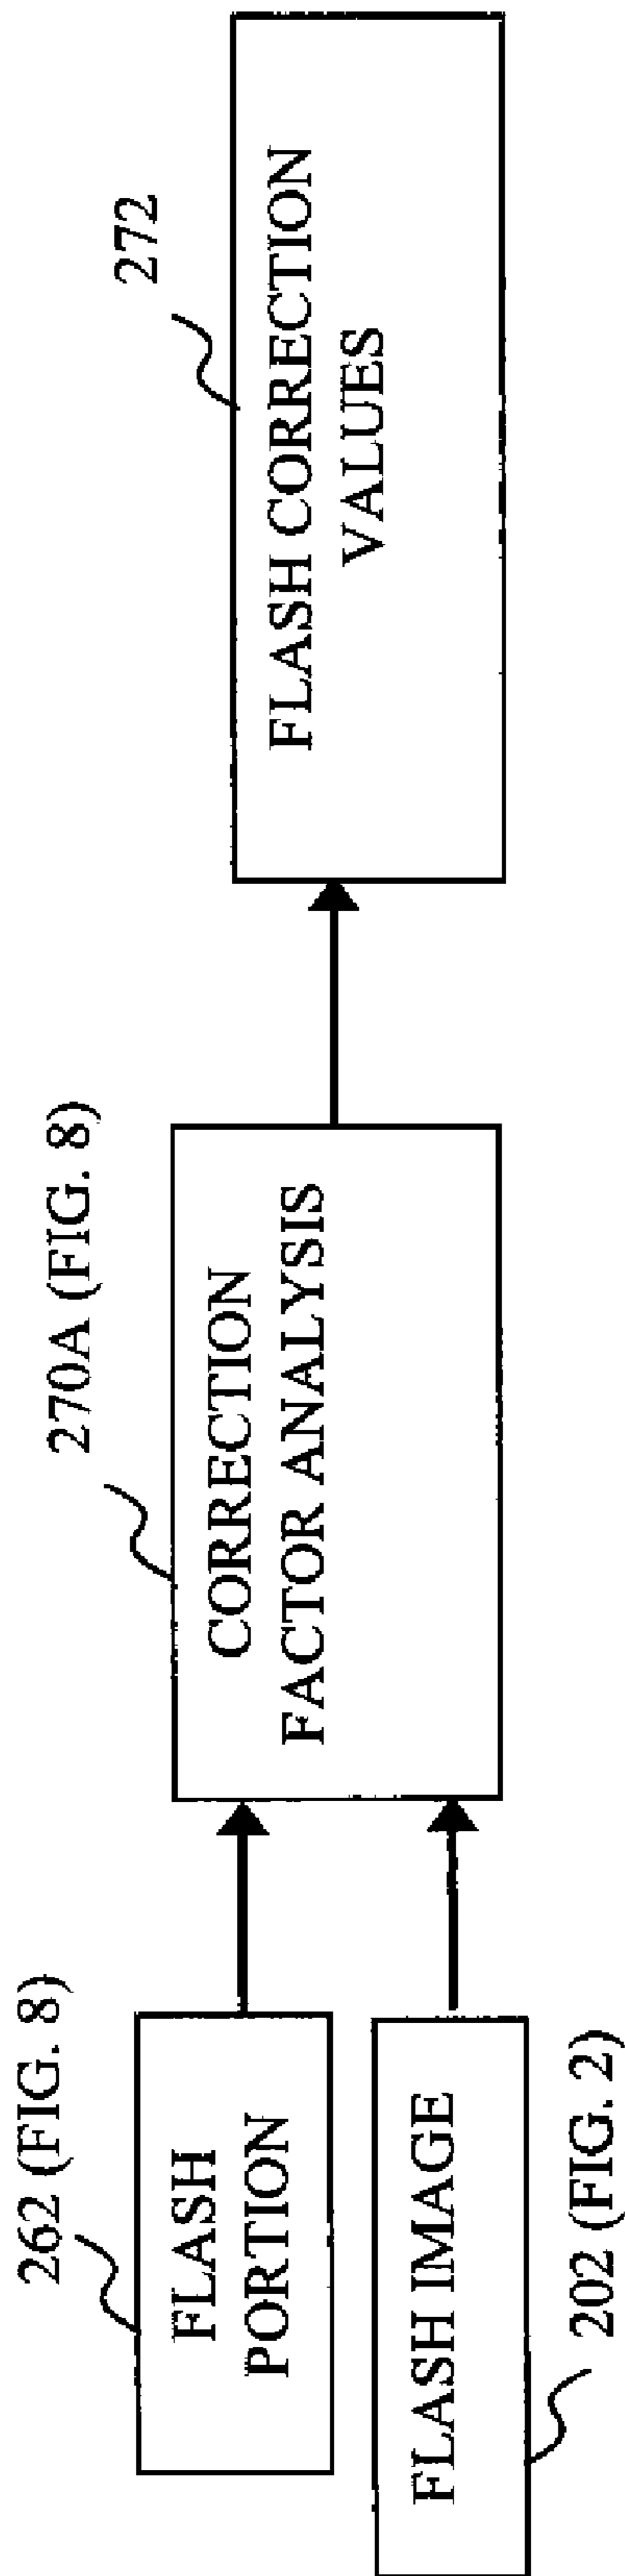 262 (FIG. 8)
FLASH
PORTION
FLASH IMAGE
202 (FIG. 2)
270A (FIG. 8)
CORRECTION
FACTOR ANALYSIS
272
FLASH CORRECTION
VALUES